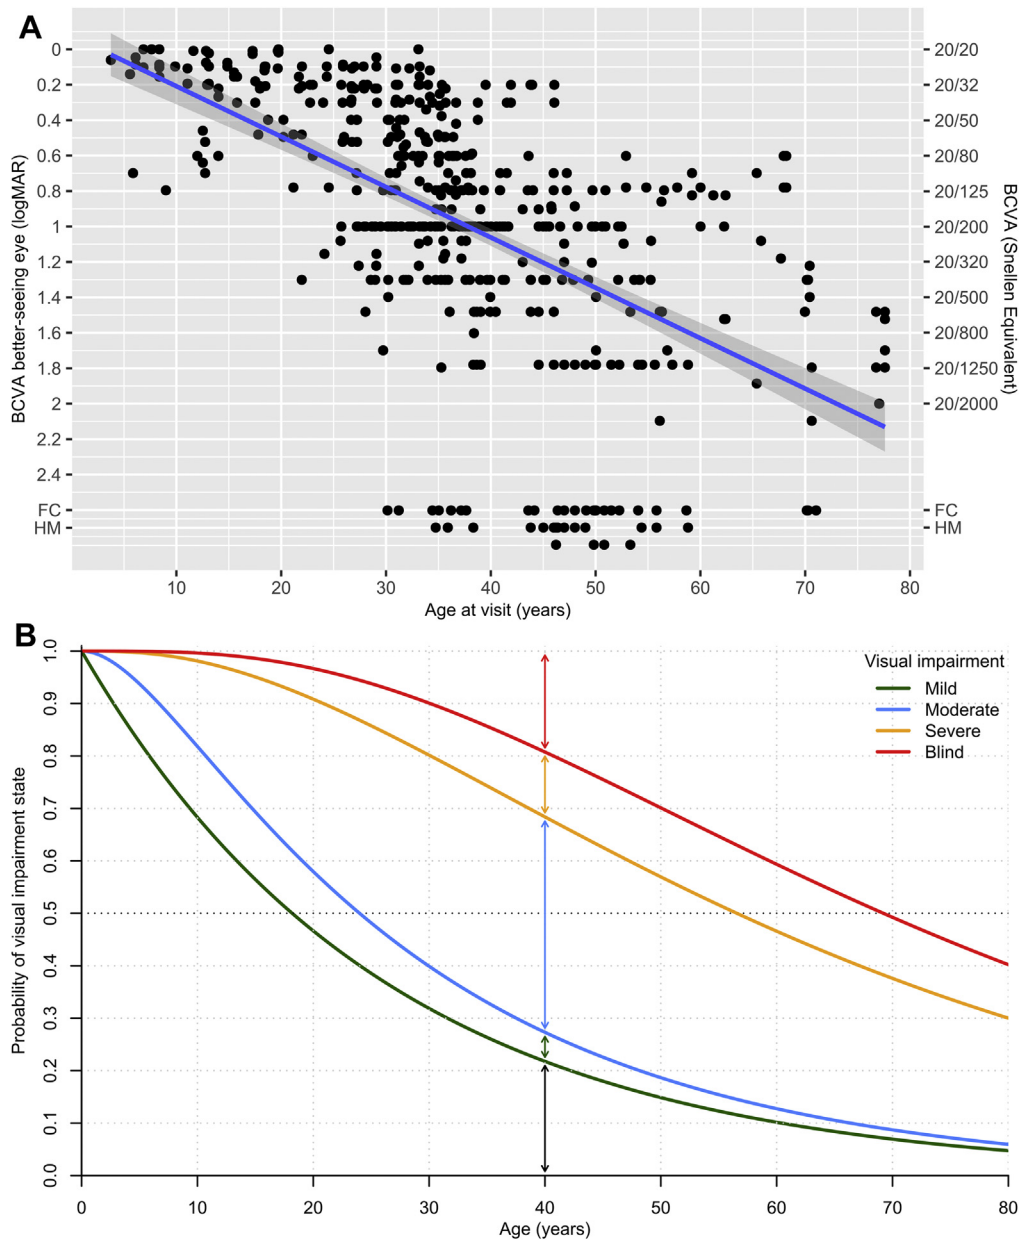 A
0
0.2
0.4
0.6
0.8
1
1.2
1.4
1.6
1.8
2
2.2
2.4
FC
HM
BCVA better-seeing eye (logMAR)
20/20
20/32
20/50
20/80
20/125
20/200
20/320
20/500
20/800
20/1250
20/2000
FC
HM
BCVA (Snellen Equivalent)
10 20 30 40 50 60 70 80
Age at visit (years)
B
1.0
0.9
0.8
0.7
0.6
0.5
0.4
0.3
0.2
0.1
0.0
Probability of visual impairment state
Visual impairment
Mild
Moderate
Severe
Blind
0 10 20 30 40 50 60 70 80
Age (years)